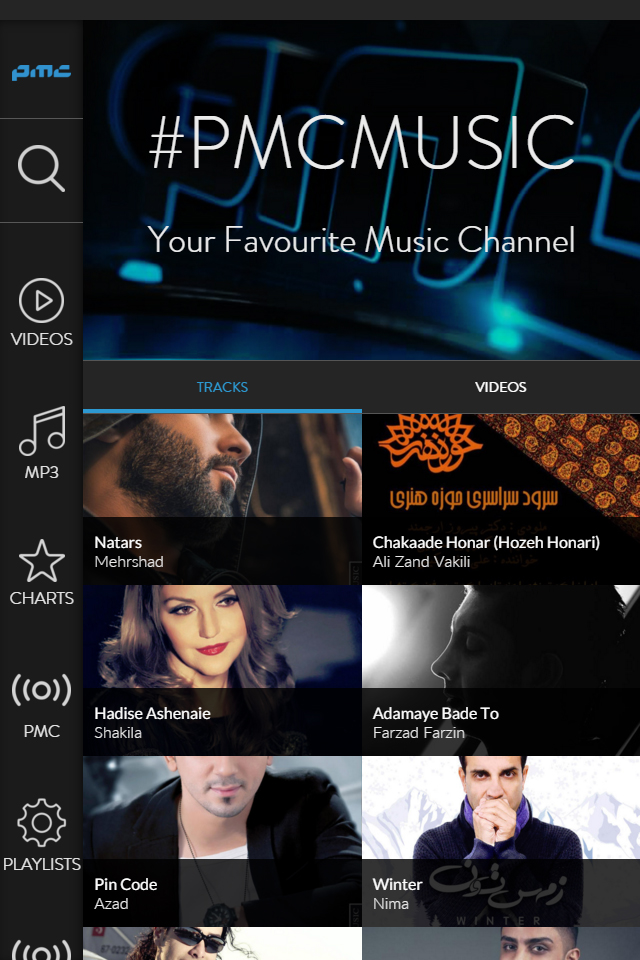 pmc
#PMCMUSIC
Your Favourite Music Channel
VIDEOS
MP3
CHARTS
PMC
PLAYLISTS
TRACKS
VIDEOS
Natars
Mehrshad
سرود سراسری حوزه هنری
Chakaade Honar (Hozeh Honari)
Ali Zand Vakili
Hadise Ashenaie
Shakila
Adamaye Bade To
Farzad Farzin
Pin Code
Azad
Winter
Nima
WINTER